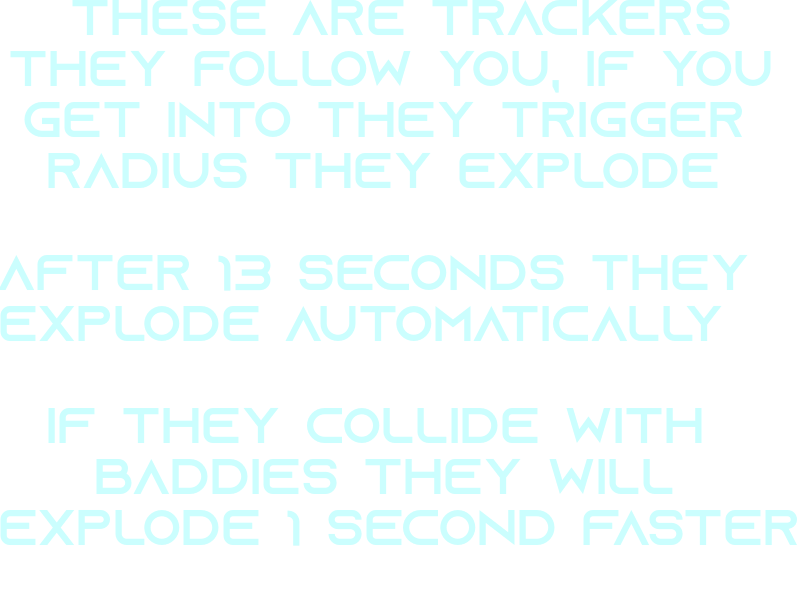 THESE ARE TRACKERS
THEY FOLLOW YOU, IF YOU
GET INTO THEY TRIGGER
RADIUS THEY EXPLODE
AFTER 13 SECONDS THEY
EXPLODE AUTOMATICALLY
IF THEY COLLIDE WITH
BADDIES THEY WILL
EXPLODE 1 SECOND FASTER